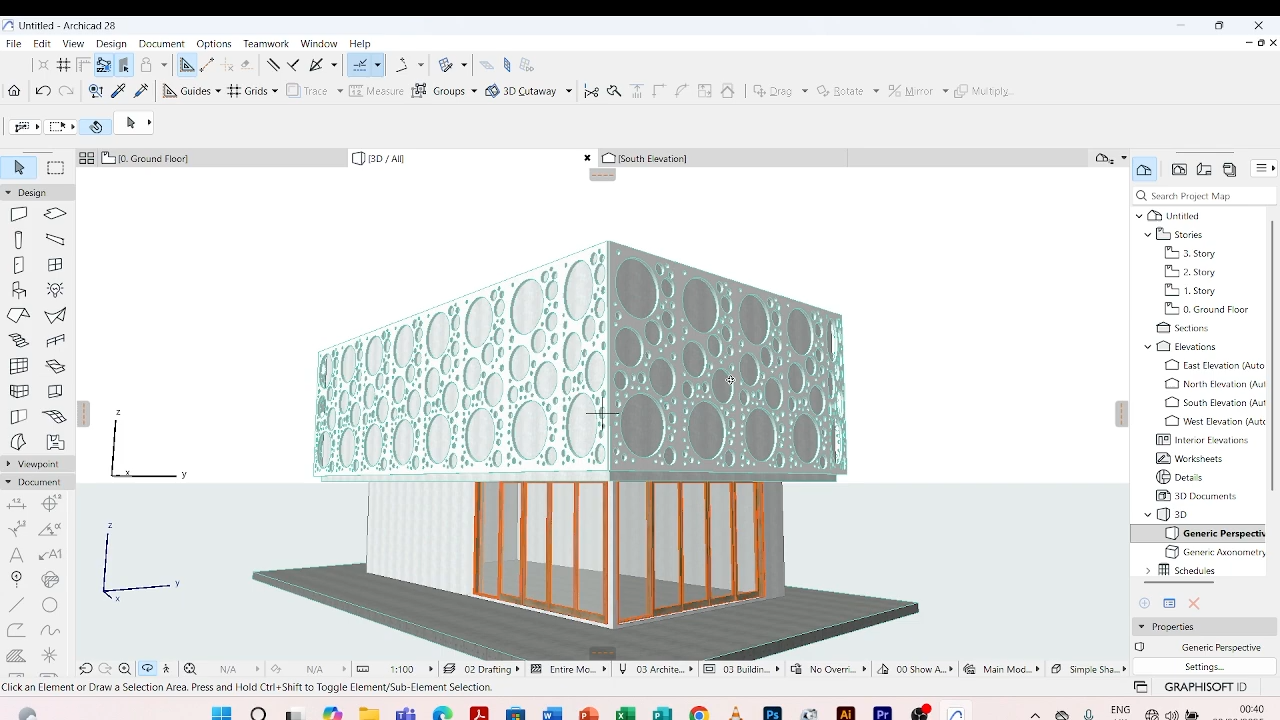 Untitled - Archicad 28
File Edit View Design Document Options Teamwork Window Help
Guides Grids Trace Measure Groups 3D Cutaway Drag Rotate Mirror Multiply...
[0. Ground Floor] [3D / All] [South Elevation]
Design
Viewpoint
Document
Search Project Map
Untitled
3. Story
2. Story
1. Story
0. Ground Floor
Sections
Elevations
East Elevation (Auto
North Elevation (Au
South Elevation (Au
West Elevation (Aut
Interior Elevations
Worksheets
Details
3D Documents
3D
Generic Perspectiv
Generic Axonometry
Schedules
Properties
Generic Perspective
Settings...
z
x y
z
y
x
N/A N/A 1:100 02 Drafting Entire Mo... 03 Archite... 03 Buildin... No Overri... 00 Show A... Main Mod... Simple Sha...
Click an Element or Draw a Selection Area. Press and Hold Ctrl+Shift to Toggle Element/Sub-Element Selection.
GRAPHISOFT ID
ENG
00:40